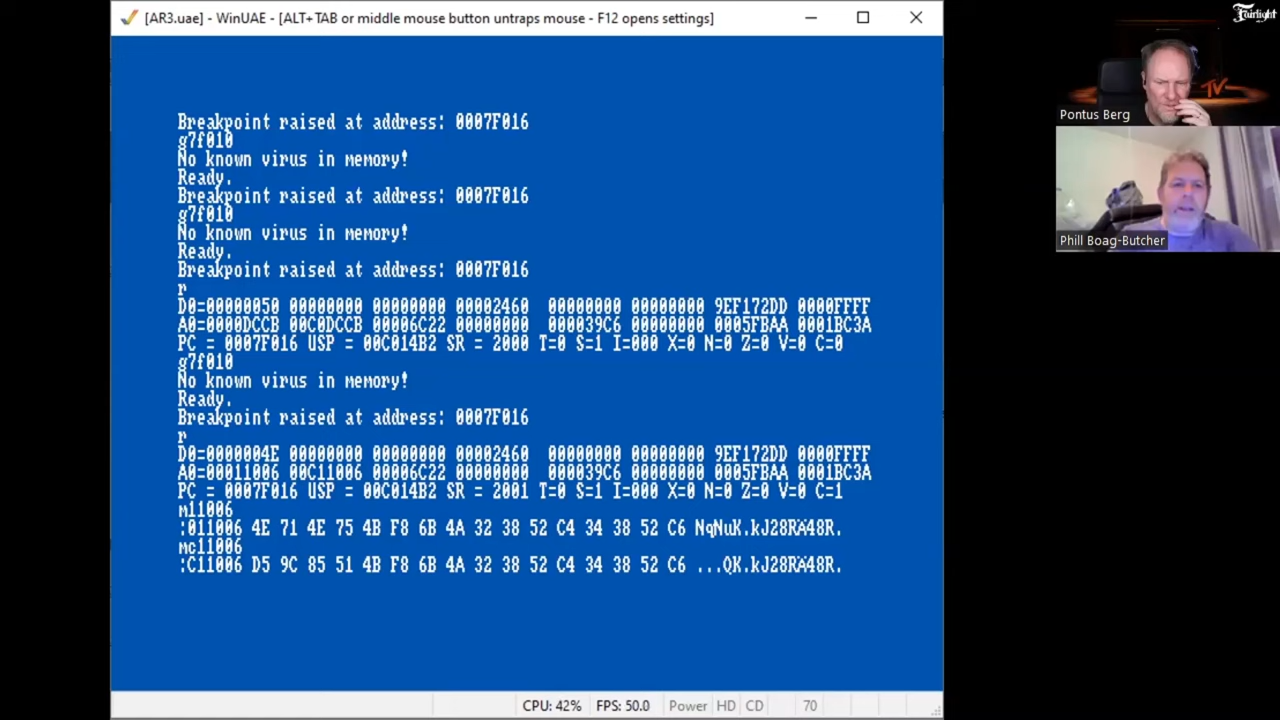 [AR3.uae] - WinUAE - [ALT+TAB or middle mouse button untraps mouse - F12 opens settings]
Fairlight
TV
Pontus Berg
Phill Boag-Butcher
Breakpoint raised at address: 0007F016
g7f010
No known virus in memory!
Ready.
Breakpoint raised at address: 0007F016
g7f010
No known virus in memory!
Ready.
Breakpoint raised at address: 0007F016
r
D0=00000050 00000000 00000000 00002460  00000000 00000000 9EF172DD 0000FFFF
A0=0000DCCB 00C0DCCB 00006C22 00000000  000039C6 00000000 0005FBAA 0001BC3A
PC = 0007F016 USP = 00C014B2 SR = 2000 T=0 S=1 I=000 X=0 N=0 Z=0 V=0 C=0
g7f010
No known virus in memory!
Ready.
Breakpoint raised at address: 0007F016
r
D0=0000004E 00000000 00000000 00002460  00000000 00000000 9EF172DD 0000FFFF
A0=00011006 00C11006 00006C22 00000000  000039C6 00000000 0005FBAA 0001BC3A
PC = 0007F016 USP = 00C014B2 SR = 2001 T=0 S=1 I=000 X=0 N=0 Z=0 V=0 C=1
m11006
:011006 4E 71 4E 75 4B F8 6B 4A 32 38 52 C4 34 38 52 C6 NqNuK.kJ28RÄ48R.
mc11006
:C11006 D5 9C 85 51 4B F8 6B 4A 32 38 52 C4 34 38 52 C6 ...QK.kJ28RÄ48R.
CPU: 42% FPS: 50.0 Power HD CD 70